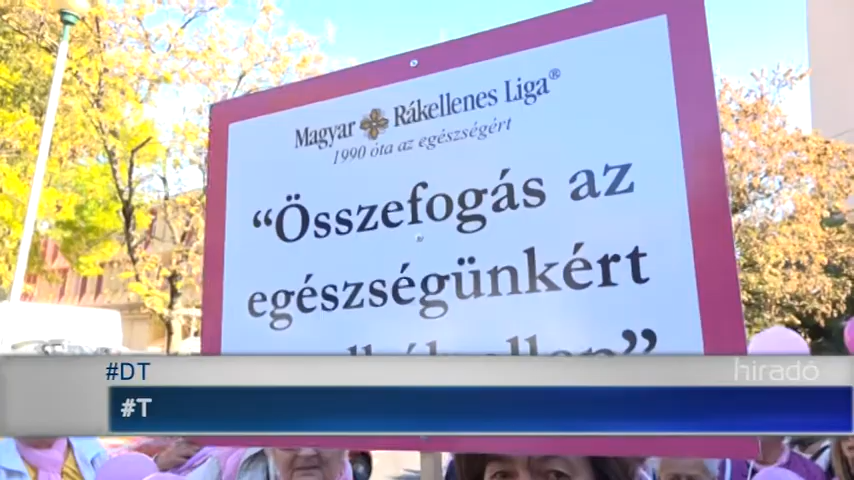 Magyar Rákellenes Liga®
1990 óta az egészségért
“Összefogás az
egészségünkért
#DT
híradó
#T